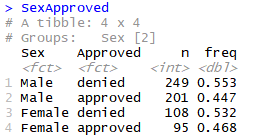 > SexApproved
# A tibble: 4 x 4
# Groups:   Sex [2]
  Sex    Approved     n  freq
  <fct>  <fct>    <int> <dbl>
1 Male   denied     249 0.553
2 Male   approved   201 0.447
3 Female denied     108 0.532
4 Female approved    95 0.468